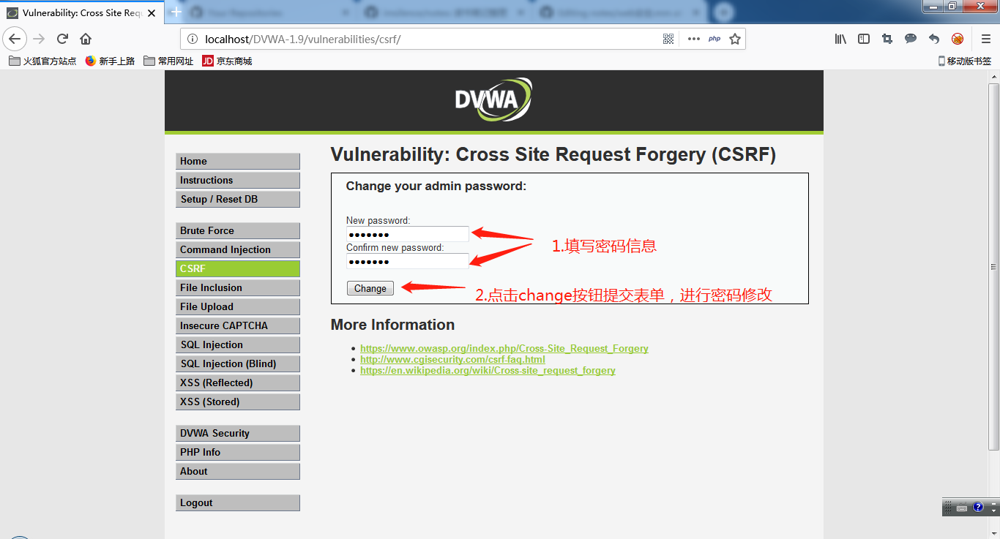 Vulnerability: Cross Site Requ
localhost/DVWA-1.9/vulnerabilities/csrf/
php
火狐官方站点 新手上路 常用网址 JD 京东商城 移动版书签
DVWA
Vulnerability: Cross Site Request Forgery (CSRF)
Home
Instructions
Setup / Reset DB
Brute Force
Command Injection
CSRF
File Inclusion
File Upload
Insecure CAPTCHA
SQL Injection
SQL Injection (Blind)
XSS (Reflected)
XSS (Stored)
DVWA Security
PHP Info
About
Logout
Change your admin password:
New password:
Confirm new password:
1.填写密码信息
Change
2.点击change按钮提交表单，进行密码修改
More Information
https://www.owasp.org/index.php/Cross-Site_Request_Forgery
http://www.cgisecurity.com/csrf-faq.html
https://en.wikipedia.org/wiki/Cross-site_request_forgery